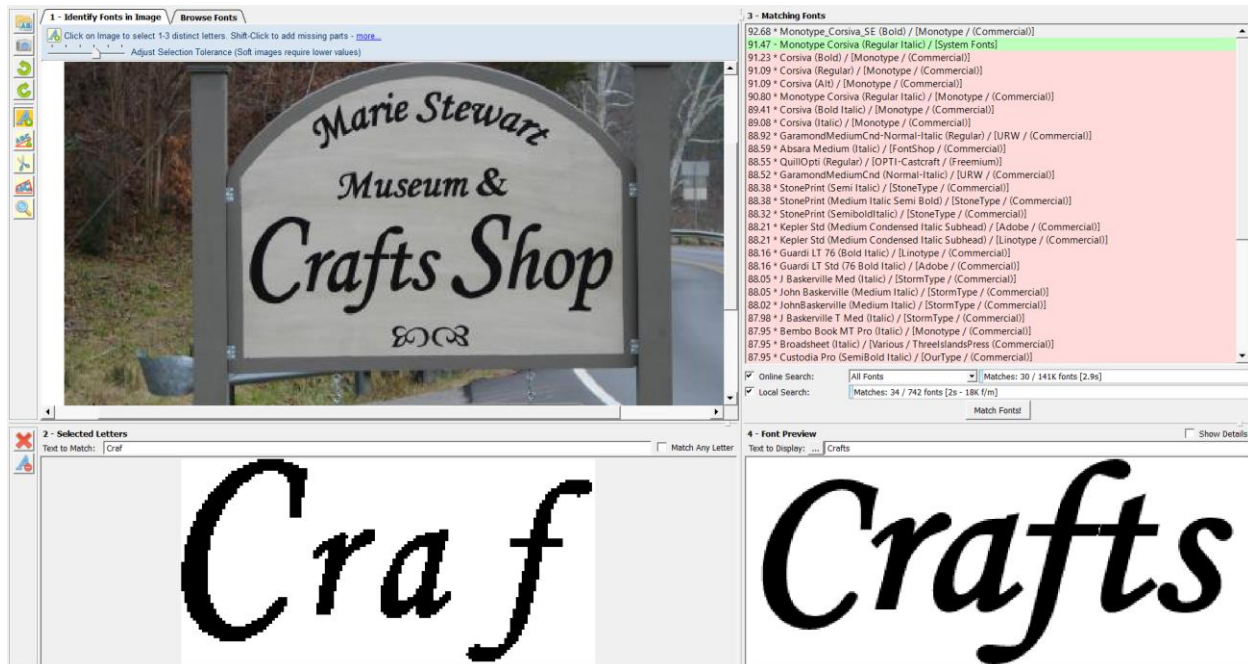 1 - Identify Fonts in Image
Browse Fonts
Click on Image to select 1-3 distinct letters. Shift-Click to add missing parts - more...
Adjust Selection Tolerance (Soft images require lower values)
Marie Stewart
Museum &
Crafts Shop
3 - Matching Fonts
92.68 * Monotype_Corsiva_SE (Bold) / [Monotype / (Commercial)]
91.47 - Monotype Corsiva (Regular Italic) / [System Fonts]
91.23 * Corsiva (Bold) / [Monotype / (Commercial)]
91.09 * Corsiva (Regular) / [Monotype / (Commercial)]
91.09 * Corsiva (Alt) / [Monotype / (Commercial)]
90.80 * Monotype Corsiva (Regular Italic) / [Monotype / (Commercial)]
89.41 * Corsiva (Bold Italic) / [Monotype / (Commercial)]
89.08 * Corsiva (Italic) / [Monotype / (Commercial)]
88.92 * GaramondMediumCnd-Normal-Italic (Regular) / [URW / (Commercial)]
88.59 * Absara Medium (Italic) / [FontShop / (Commercial)]
88.55 * QuillOpti (Regular) / [OPTI-Castcraft / (Freemium)]
88.52 * GaramondMediumCnd (Normal-Italic) / [URW / (Commercial)]
88.38 * StonePrint (Semi Italic) / [StoneType / (Commercial)]
88.38 * StonePrint (Medium Italic Semi Bold) / [StoneType / (Commercial)]
88.32 * StonePrint (SemiboldItalic) / [StoneType / (Commercial)]
88.21 * Kepler Std (Medium Condensed Italic Subhead) / [Adobe / (Commercial)]
88.21 * Kepler Std (Medium Condensed Italic Subhead) / [Linotype / (Commercial)]
88.16 * Guardi LT 76 (Bold Italic) / [Linotype / (Commercial)]
88.16 * Guardi LT Std (76 Bold Italic) / [Adobe / (Commercial)]
88.05 * J Baskerville Med (Italic) / [StormType / (Commercial)]
88.05 * John Baskerville (Medium Italic) / [StormType / (Commercial)]
88.02 * JohnBaskerville (Medium Italic) / [StormType / (Commercial)]
87.98 * J Baskerville T Med (Italic) / [StormType / (Commercial)]
87.95 * Bembo Book MT Pro (Italic) / [Monotype / (Commercial)]
87.95 * Broadsheet (Italic) / [Various / ThreeIslandsPress (Commercial)]
87.95 * Custodia Pro (SemiBold Italic) / [OurType / (Commercial)]
Online Search: All Fonts Matches: 30 / 141K fonts [2.9s]
Local Search: Matches: 34 / 742 fonts [2s - 18K f/m]
Match Fonts!
2 - Selected Letters
Text to Match: Craf Match Any Letter
Craf
4 - Font Preview Show Details
Text to Display: ... Crafts
Crafts